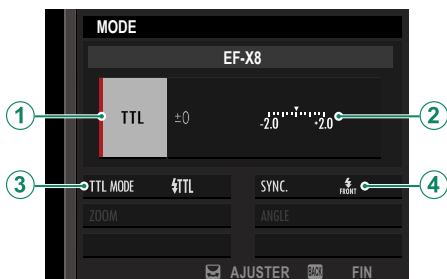 MODE
EF-X8
1 TTL ±0 -2.0 +2.0 2
3 TTL MODE TTL SYNC. FRONT 4
ZOOM ANGLE
AJUSTER BACK FIN